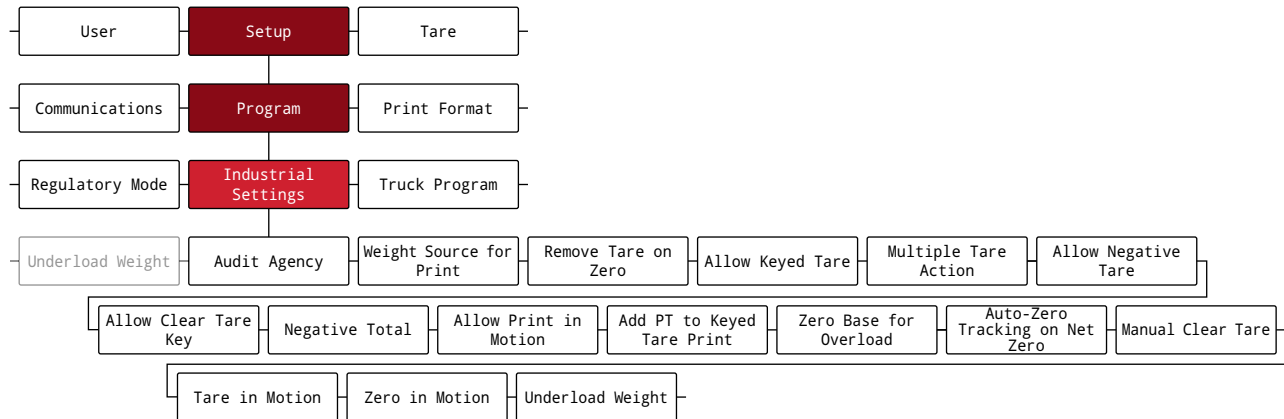 User
Setup
Tare
Communications
Program
Print Format
Regulatory Mode
Industrial
Settings
Truck Program
Underload Weight
Audit Agency
Weight Source for
Print
Remove Tare on
Zero
Allow Keyed Tare
Multiple Tare
Action
Allow Negative
Tare
Allow Clear Tare
Key
Negative Total
Allow Print in
Motion
Add PT to Keyed
Tare Print
Zero Base for
Overload
Auto-Zero
Tracking on Net
Zero
Manual Clear Tare
Tare in Motion
Zero in Motion
Underload Weight